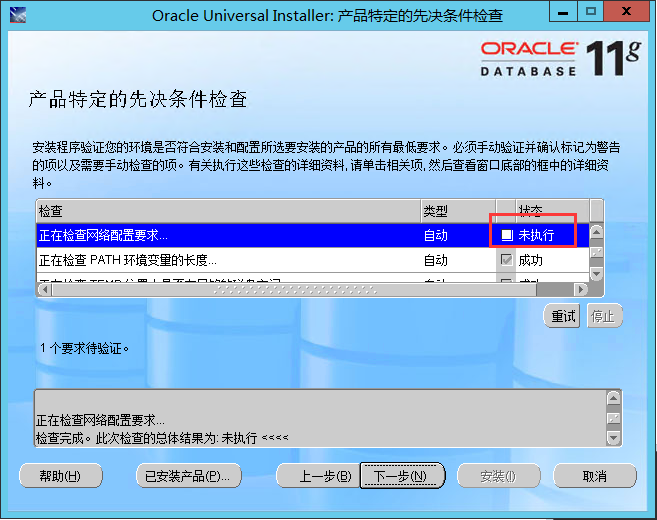 Oracle Universal Installer: 产品特定的先决条件检查
ORACLE
DATABASE 11g
产品特定的先决条件检查
安装程序验证您的环境是否符合安装和配置所选要安装的产品的所有最低要求。必须手动验证并确认标记为警告
的项以及需要手动检查的项。有关执行这些检查的详细资料, 请单击相关项, 然后查看窗口底部的框中的详细资
料。
检查 类型 状态
正在检查网络配置要求... 自动 未执行
正在检查 PATH 环境变量的长度... 自动 成功
重试 停止
1 个要求待验证。
正在检查网络配置要求...
检查完成。此次检查的总体结果为: 未执行 <<<<
帮助(H) 已安装产品(P)... 上一步(B) 下一步(N) 安装(I) 取消